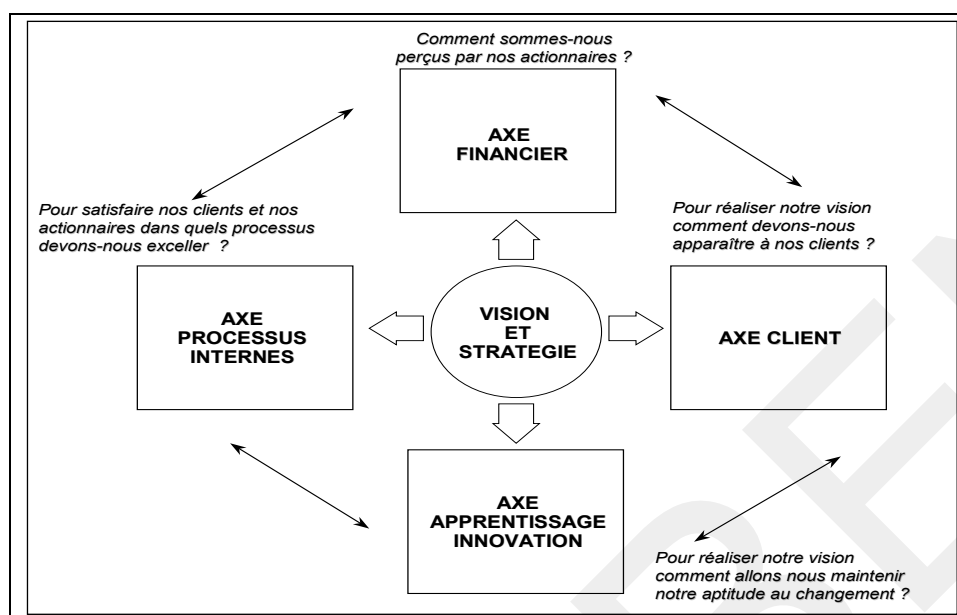 Comment sommes-nous
perçus par nos actionnaires ?
AXE
FINANCIER
Pour satisfaire nos clients et nos
actionnaires dans quels processus
devons-nous exceller  ?
Pour réaliser notre vision
comment devons-nous
apparaître à nos clients ?
AXE
PROCESSUS
INTERNES
VISION
ET
STRATEGIE
AXE CLIENT
AXE
APPRENTISSAGE
INNOVATION
Pour réaliser notre vision
comment allons nous maintenir
notre aptitude au changement ?